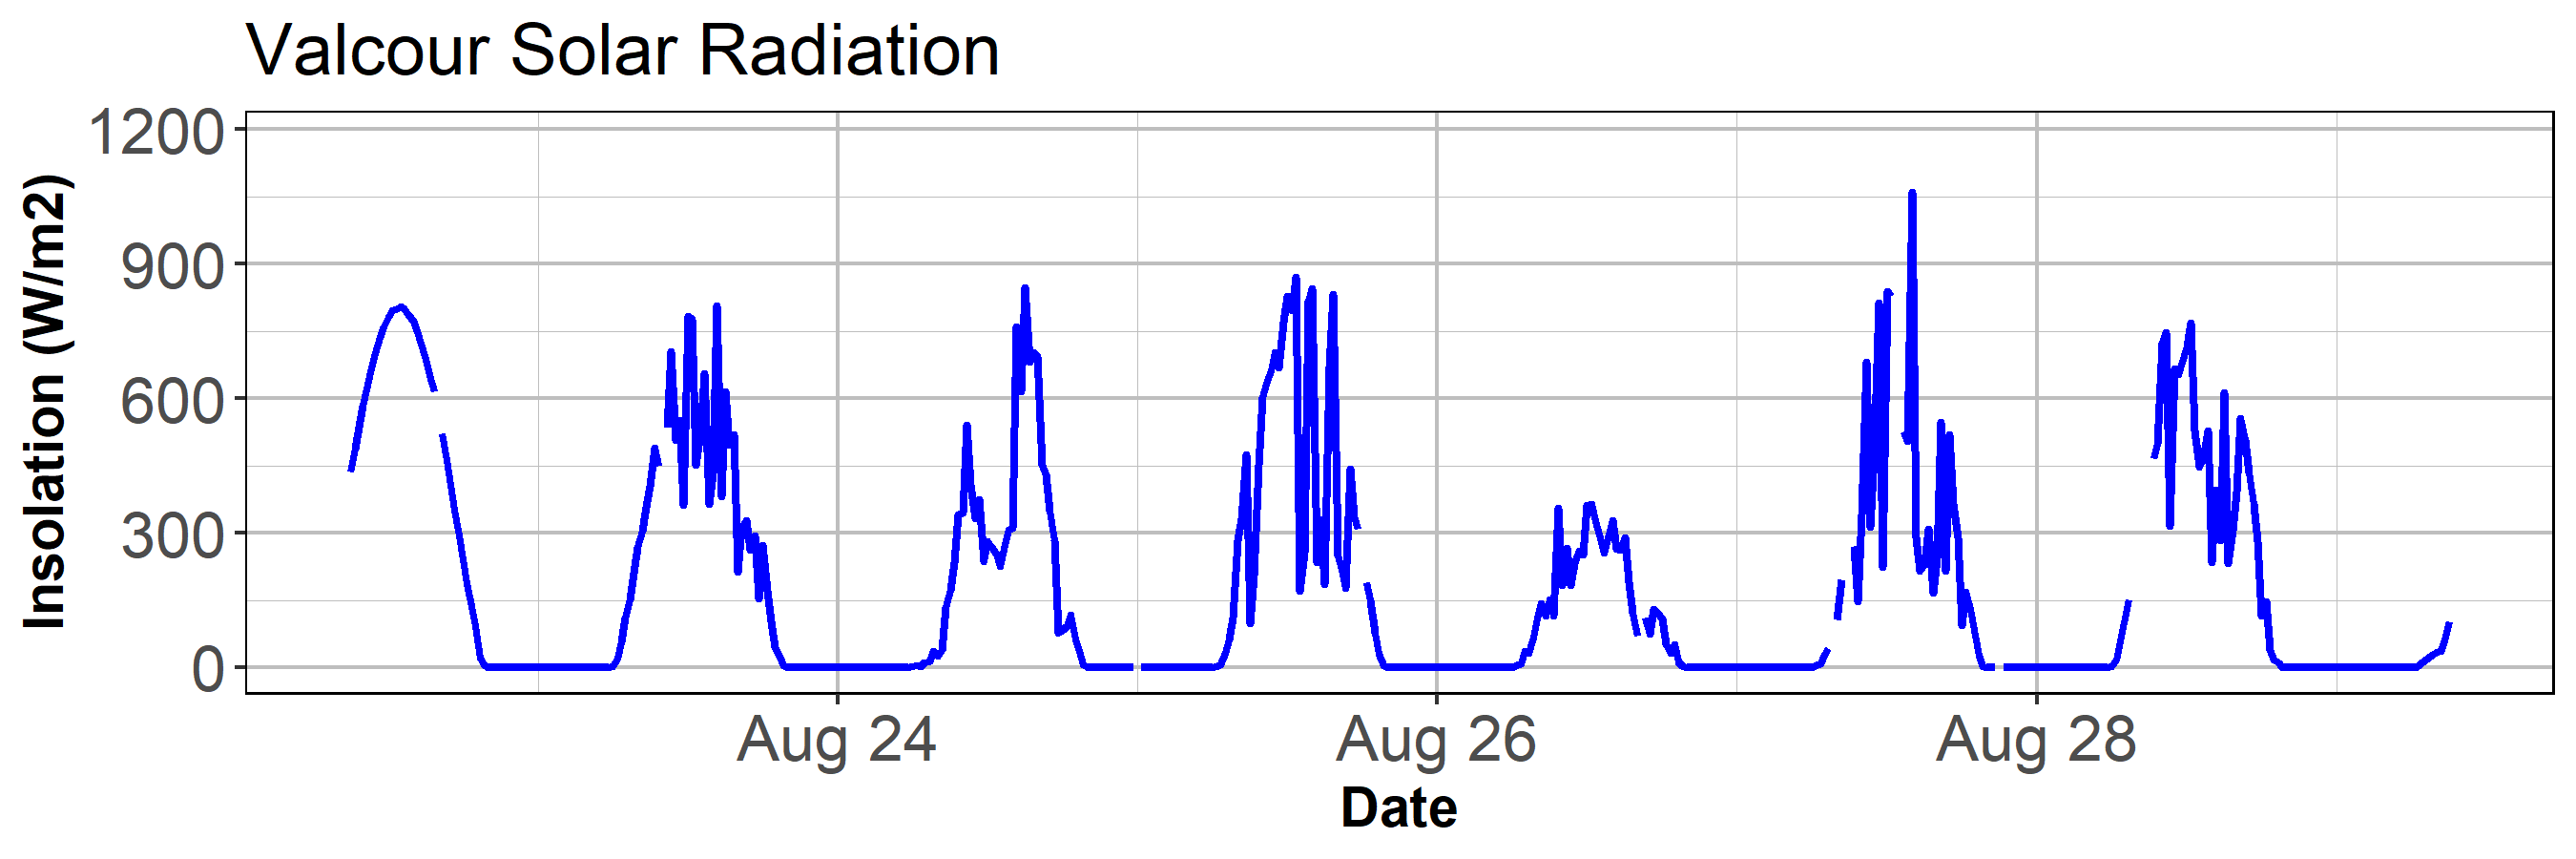 Valcour Solar Radiation
1200
900
600
300
0
Insolation (W/m2)
Aug 24 Aug 26 Aug 28
Date